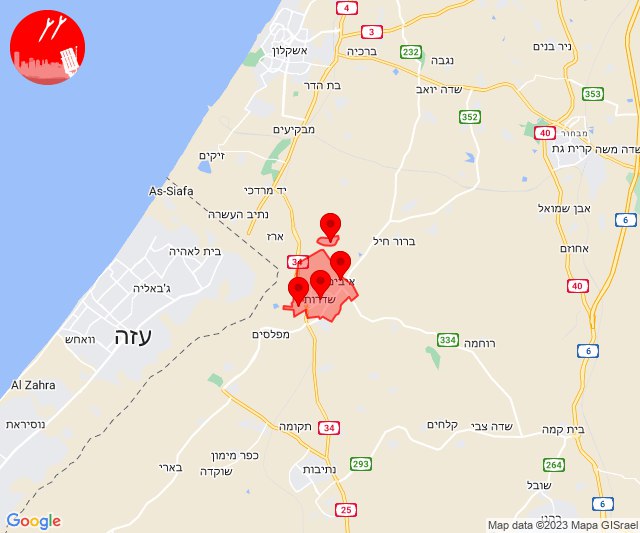 4
3
אשקלון
ברכיה
232
נגבה
ניר בנים
בת הדר
שדה יואב
353
352
מבקיעים
40
מבחור
קרית גת
שדה משה
זיקים
As-Siafa
יד מרדכי
אבן שמואל
נתיב העשרה
6
ארז
ברור חיל
בית לאהיה
אחוזם
34
איבים
ג'באליה
שדרות
40
עזה
וואחש
מפלסים
334
רוחמה
6
Al Zahra
נוסיראת
תקומה
34
קלחים
שדה צבי
בית קמה
כפר מימון
שוקדה
בארי
293
נתיבות
264
שובל
25
6
Google
Map data ©2023 Mapa GISrael